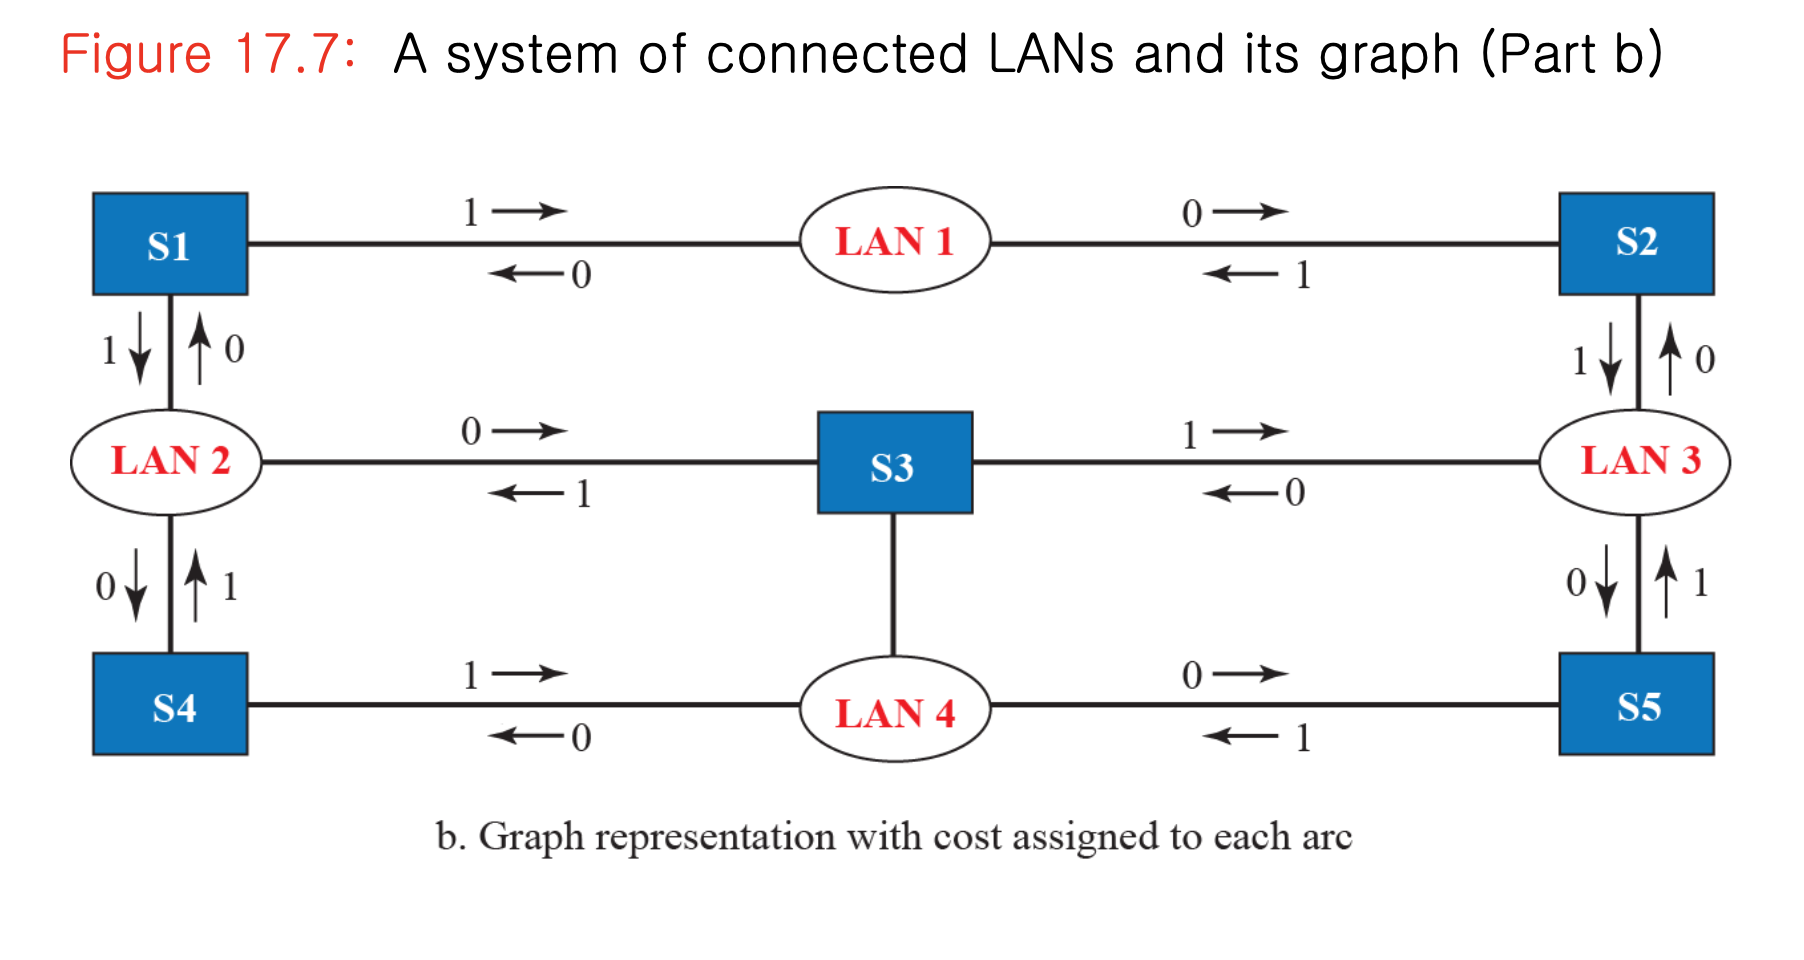 Figure 17.7: A system of connected LANs and its graph (Part b)
1
0
S1
LAN 1
S2
0
1
1
0
1
0
0
1
LAN 2
S3
LAN 3
1
0
0
1
0
1
1
0
S4
LAN 4
S5
0
1
b. Graph representation with cost assigned to each arc